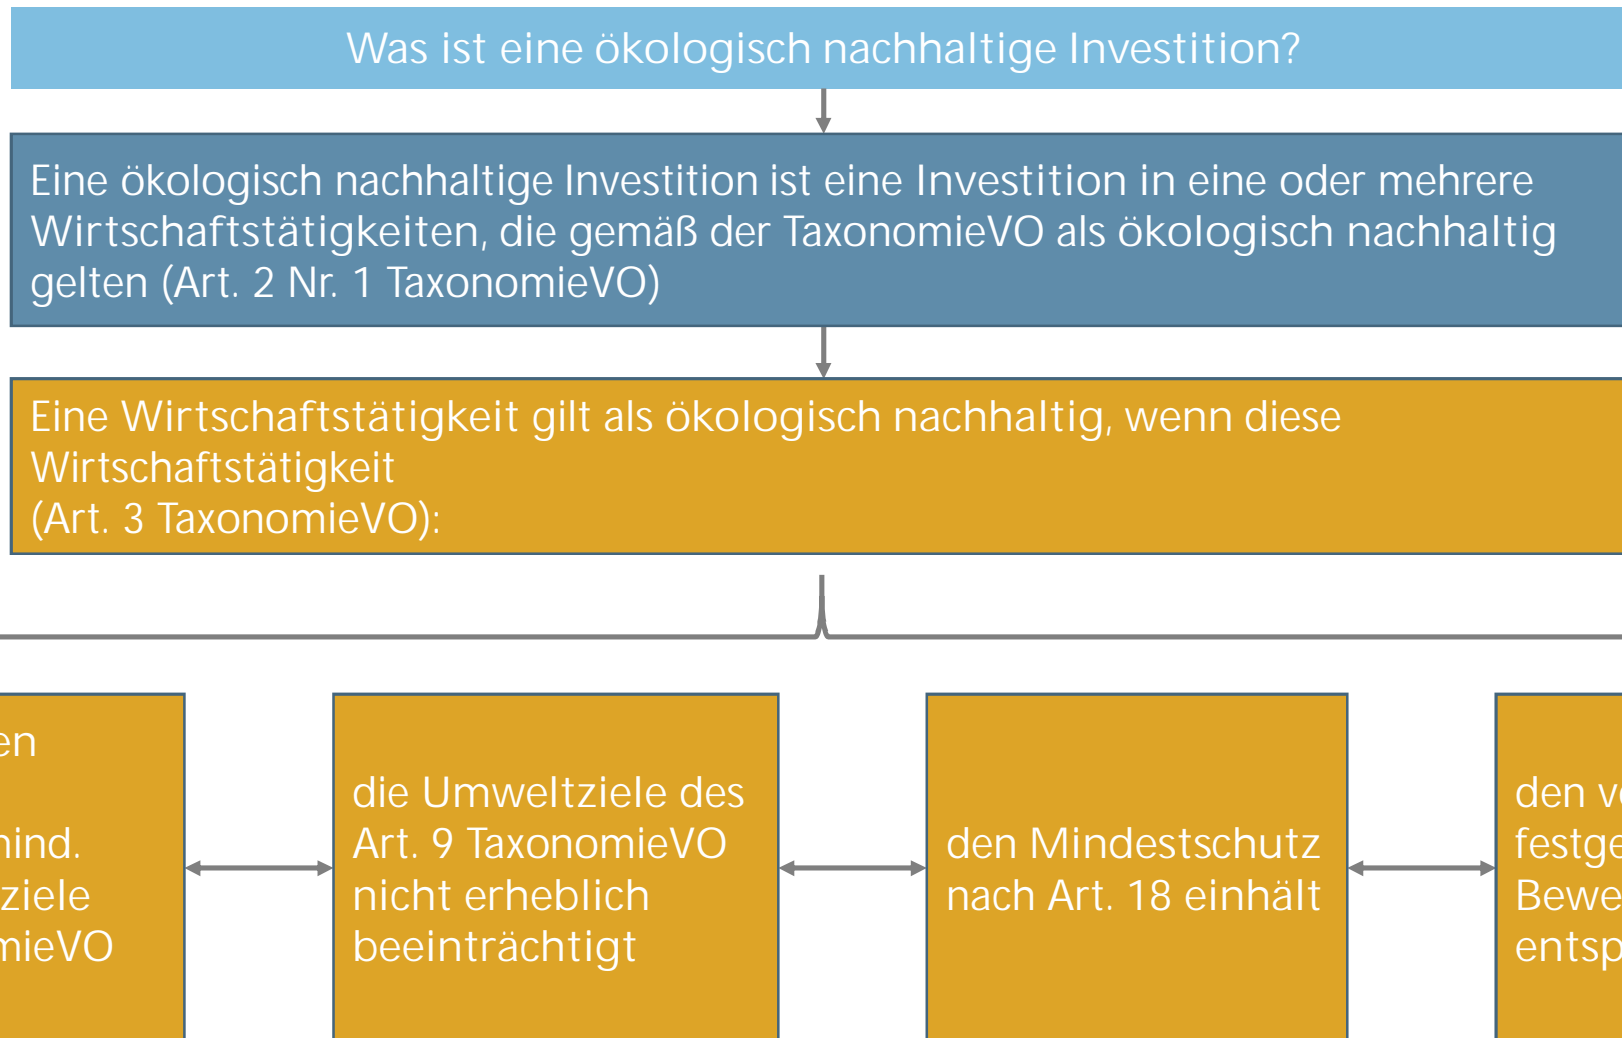 Was ist eine ökologisch nachhaltige Investition?
Eine ökologisch nachhaltige Investition ist eine Investition in eine oder mehrere
Wirtschaftstätigkeiten, die gemäß der TaxonomieVO als ökologisch nachhaltig
gelten (Art. 2 Nr. 1 TaxonomieVO)
Eine Wirtschaftstätigkeit gilt als ökologisch nachhaltig, wenn diese
Wirtschaftstätigkeit
(Art. 3 TaxonomieVO):
die Umweltziele des
Art. 9 TaxonomieVO
nicht erheblich
beeinträchtigt
den Mindestschutz
nach Art. 18 einhält
den